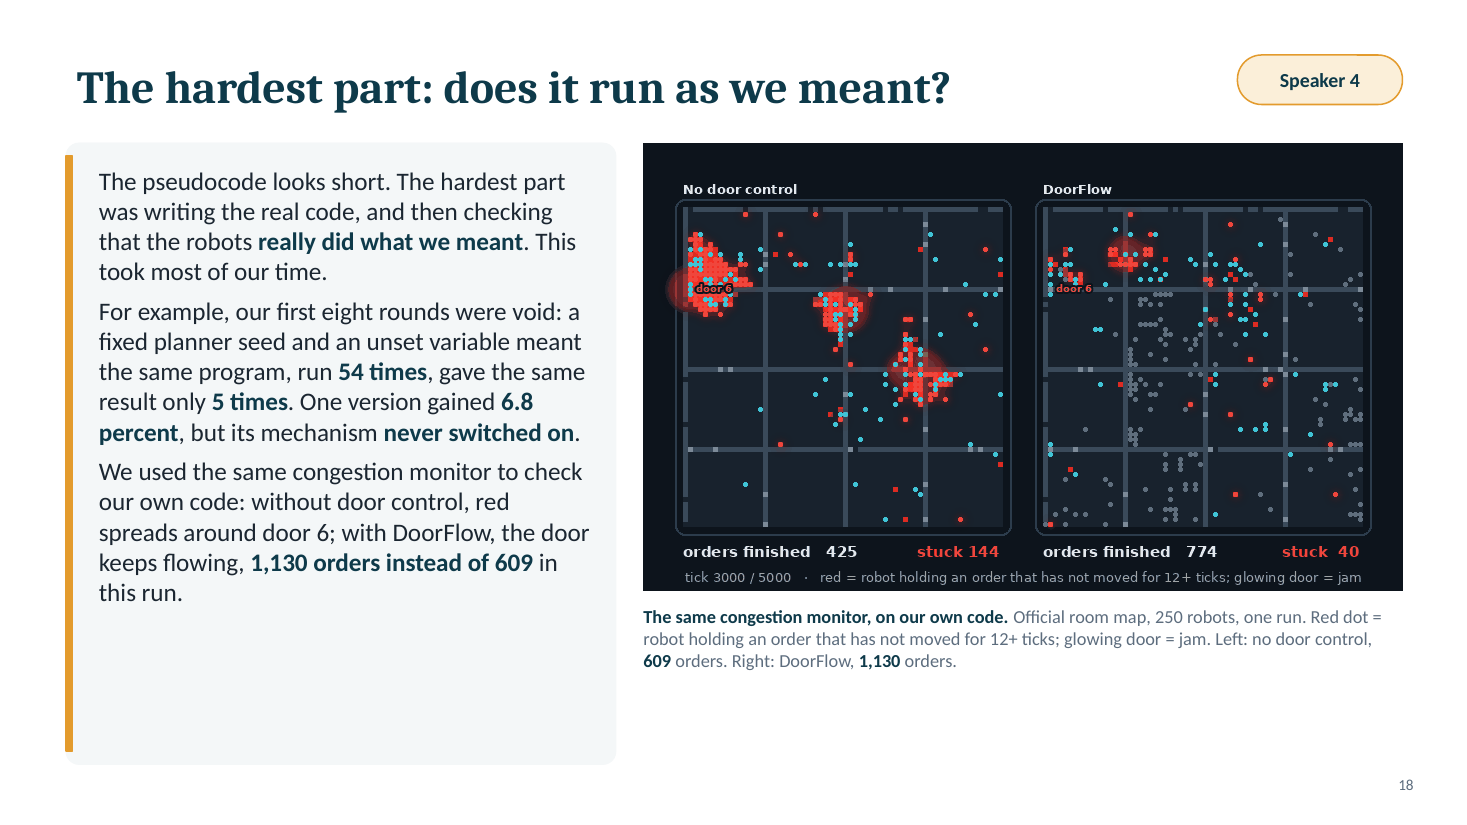 The hardest part: does it run as we meant?
Speaker 4
The pseudocode looks short. The hardest part
was writing the real code, and then checking
that the robots really did what we meant. This
took most of our time.
For example, our first eight rounds were void: a
fixed planner seed and an unset variable meant
the same program, run 54 times, gave the same
result only 5 times. One version gained 6.8
percent, but its mechanism never switched on.
We used the same congestion monitor to check
our own code: without door control, red
spreads around door 6; with DoorFlow, the door
keeps flowing, 1,130 orders instead of 609 in
this run.
No door control
door 6
orders finished 425 stuck 144
DoorFlow
door 6
orders finished 774 stuck 40
tick 3000 / 5000 · red = robot holding an order that has not moved for 12+ ticks; glowing door = jam
The same congestion monitor, on our own code. Official room map, 250 robots, one run. Red dot =
robot holding an order that has not moved for 12+ ticks; glowing door = jam. Left: no door control,
609 orders. Right: DoorFlow, 1,130 orders.
18